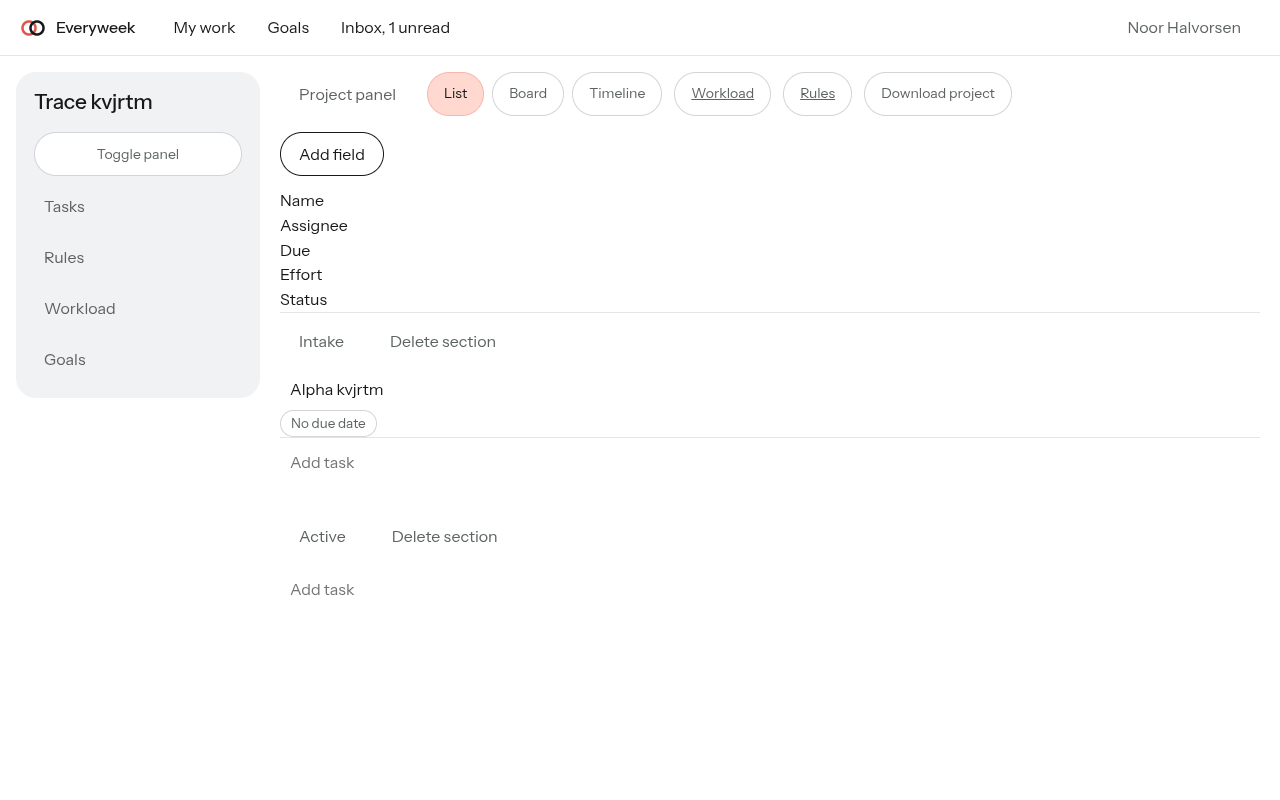 Everyweek My work Goals Inbox, 1 unread Noor Halvorsen
Trace kvjrtm
Toggle panel
Tasks
Rules
Workload
Goals
Project panel List Board Timeline Workload Rules Download project
Add field
Name
Assignee
Due
Effort
Status
Intake Delete section
Alpha kvjrtm
No due date
Add task
Active Delete section
Add task